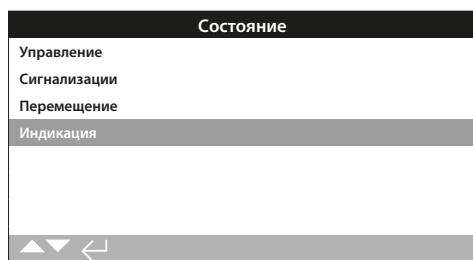 Состояние
Управление
Сигнализации
Перемещение
Индикация